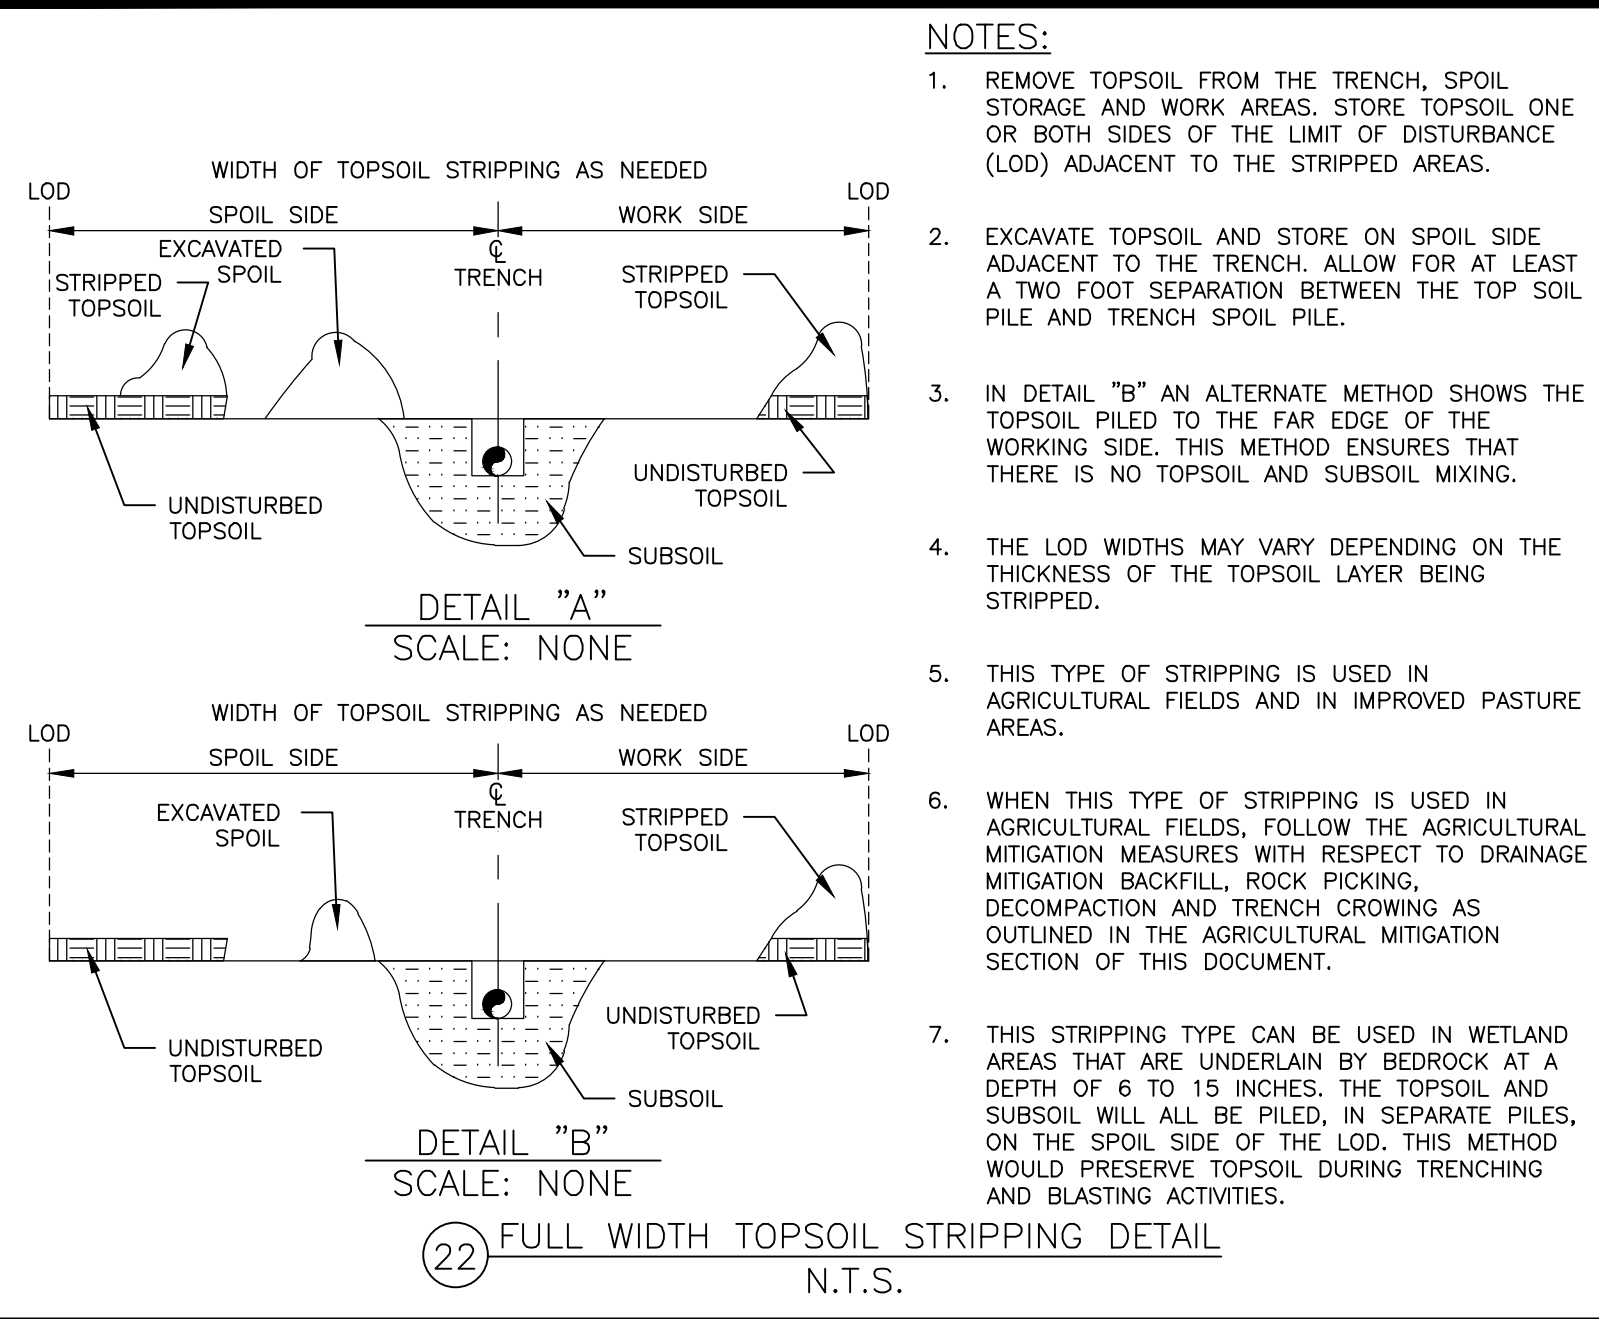 WIDTH OF TOPSOIL STRIPPING AS NEEDED
LOD
LOD
SPOIL SIDE
WORK SIDE
EXCAVATED
SPOIL
STRIPPED
TOPSOIL
℄
TRENCH
STRIPPED
TOPSOIL
UNDISTURBED
TOPSOIL
UNDISTURBED
TOPSOIL
SUBSOIL
DETAIL "A"
SCALE: NONE
WIDTH OF TOPSOIL STRIPPING AS NEEDED
LOD
LOD
SPOIL SIDE
WORK SIDE
EXCAVATED
SPOIL
℄
TRENCH
STRIPPED
TOPSOIL
UNDISTURBED
TOPSOIL
UNDISTURBED
TOPSOIL
SUBSOIL
DETAIL "B"
SCALE: NONE
NOTES:
1. REMOVE TOPSOIL FROM THE TRENCH, SPOIL
STORAGE AND WORK AREAS. STORE TOPSOIL ONE
OR BOTH SIDES OF THE LIMIT OF DISTURBANCE
(LOD) ADJACENT TO THE STRIPPED AREAS.
2. EXCAVATE TOPSOIL AND STORE ON SPOIL SIDE
ADJACENT TO THE TRENCH. ALLOW FOR AT LEAST
A TWO FOOT SEPARATION BETWEEN THE TOP SOIL
PILE AND TRENCH SPOIL PILE.
3. IN DETAIL "B" AN ALTERNATE METHOD SHOWS THE
TOPSOIL PILED TO THE FAR EDGE OF THE
WORKING SIDE. THIS METHOD ENSURES THAT
THERE IS NO TOPSOIL AND SUBSOIL MIXING.
4. THE LOD WIDTHS MAY VARY DEPENDING ON THE
THICKNESS OF THE TOPSOIL LAYER BEING
STRIPPED.
5. THIS TYPE OF STRIPPING IS USED IN
AGRICULTURAL FIELDS AND IN IMPROVED PASTURE
AREAS.
6. WHEN THIS TYPE OF STRIPPING IS USED IN
AGRICULTURAL FIELDS, FOLLOW THE AGRICULTURAL
MITIGATION MEASURES WITH RESPECT TO DRAINAGE
MITIGATION BACKFILL, ROCK PICKING,
DECOMPACTION AND TRENCH CROWING AS
OUTLINED IN THE AGRICULTURAL MITIGATION
SECTION OF THIS DOCUMENT.
7. THIS STRIPPING TYPE CAN BE USED IN WETLAND
AREAS THAT ARE UNDERLAIN BY BEDROCK AT A
DEPTH OF 6 TO 15 INCHES. THE TOPSOIL AND
SUBSOIL WILL ALL BE PILED, IN SEPARATE PILES,
ON THE SPOIL SIDE OF THE LOD. THIS METHOD
WOULD PRESERVE TOPSOIL DURING TRENCHING
AND BLASTING ACTIVITIES.
22 FULL WIDTH TOPSOIL STRIPPING DETAIL
N.T.S.